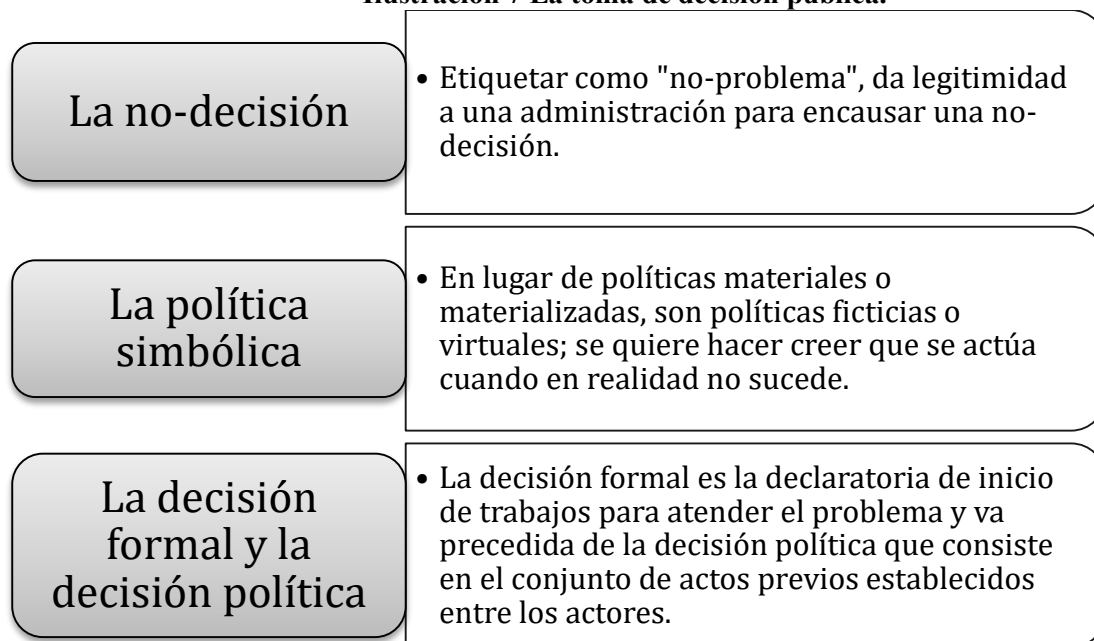 Ilustración 7 La toma de decisión pública.
La no-decisión
• Etiquetar como "no-problema", da legitimidad
a una administración para encausar una no-
decisión.
La política
simbólica
• En lugar de políticas materiales o
materializadas, son políticas ficticias o
virtuales; se quiere hacer creer que se actúa
cuando en realidad no sucede.
La decisión
formal y la
decisión política
• La decisión formal es la declaratoria de inicio
de trabajos para atender el problema y va
precedida de la decisión política que consiste
en el conjunto de actos previos establecidos
entre los actores.